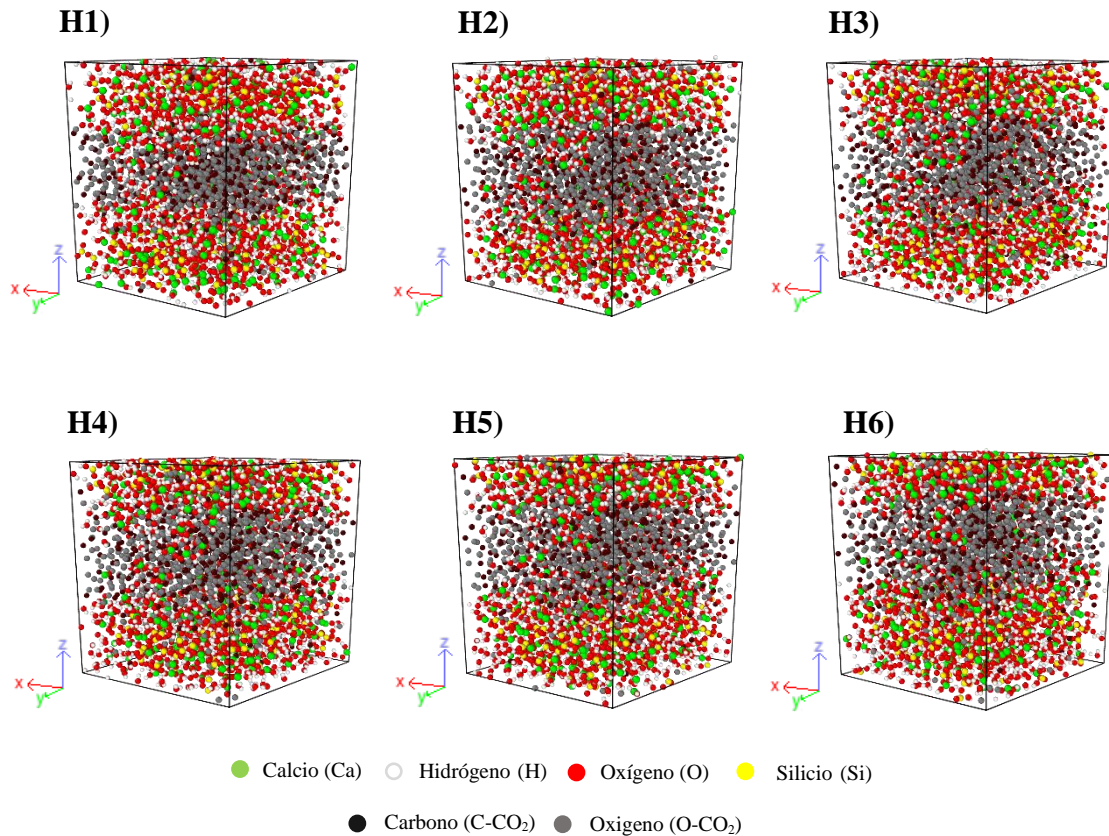 H1) H2) H3)
z x y z x y z x y
H4) H5) H6)
z x y z x y z x y
Calcio (Ca) Hidrógeno (H) Oxígeno (O) Silicio (Si)
Carbono (C-CO₂) Oxigeno (O-CO₂)